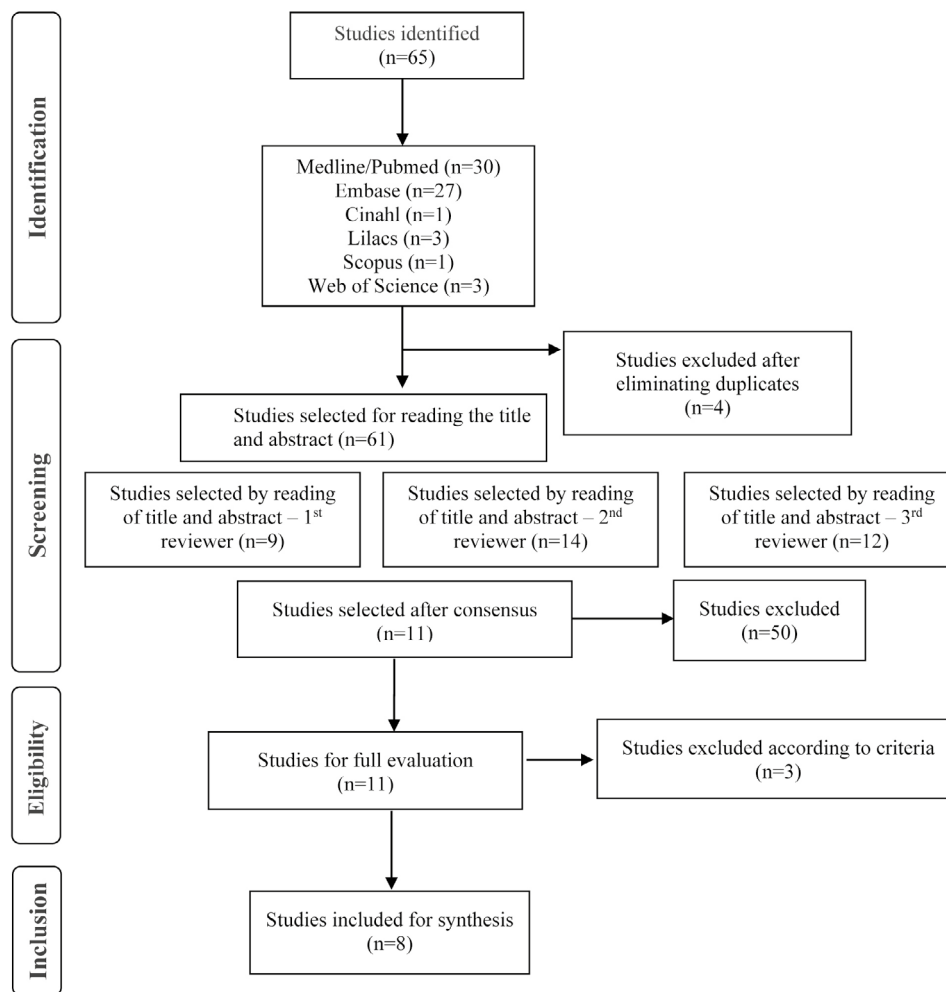 Identification
Studies identified
(n=65)
Medline/Pubmed (n=30)
Embase (n=27)
Cinahl (n=1)
Lilacs (n=3)
Scopus (n=1)
Web of Science (n=3)
Screening
Studies excluded after
eliminating duplicates
(n=4)
Studies selected for reading the title
and abstract (n=61)
Studies selected by reading
of title and abstract – 1st
reviewer (n=9)
Studies selected by reading
of title and abstract – 2nd
reviewer (n=14)
Studies selected by reading
of title and abstract – 3rd
reviewer (n=12)
Studies selected after consensus
(n=11)
Studies excluded
(n=50)
Eligibility
Studies for full evaluation
(n=11)
Studies excluded according to criteria
(n=3)
Inclusion
Studies included for synthesis
(n=8)